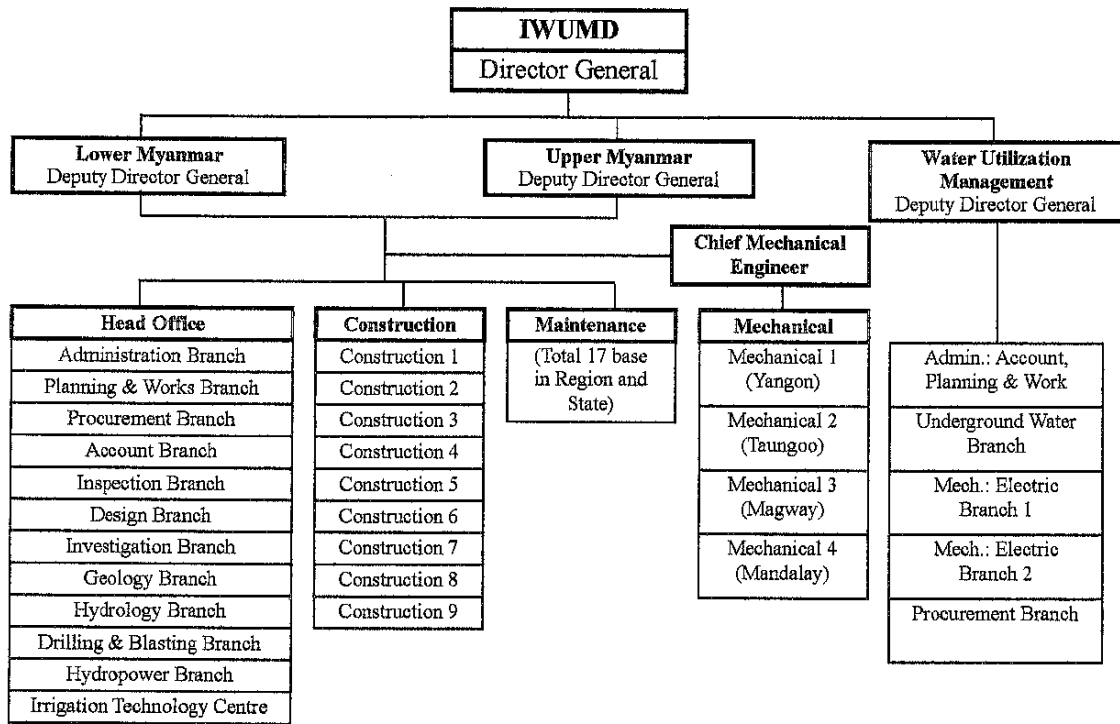 IWUMD
Director General
Lower Myanmar
Deputy Director General
Upper Myanmar
Deputy Director General
Water Utilization
Management
Deputy Director General
Chief Mechanical
Engineer
Head Office
Administration Branch
Planning & Works Branch
Procurement Branch
Account Branch
Inspection Branch
Design Branch
Investigation Branch
Geology Branch
Hydrology Branch
Drilling & Blasting Branch
Hydropower Branch
Irrigation Technology Centre
Construction
Construction 1
Construction 2
Construction 3
Construction 4
Construction 5
Construction 6
Construction 7
Construction 8
Construction 9
Maintenance
(Total 17 base
in Region and
State)
Mechanical
Mechanical 1
(Yangon)
Mechanical 2
(Taungoo)
Mechanical 3
(Magway)
Mechanical 4
(Mandalay)
Admin.: Account,
Planning & Work
Underground Water
Branch
Mech.: Electric
Branch 1
Mech.: Electric
Branch 2
Procurement Branch